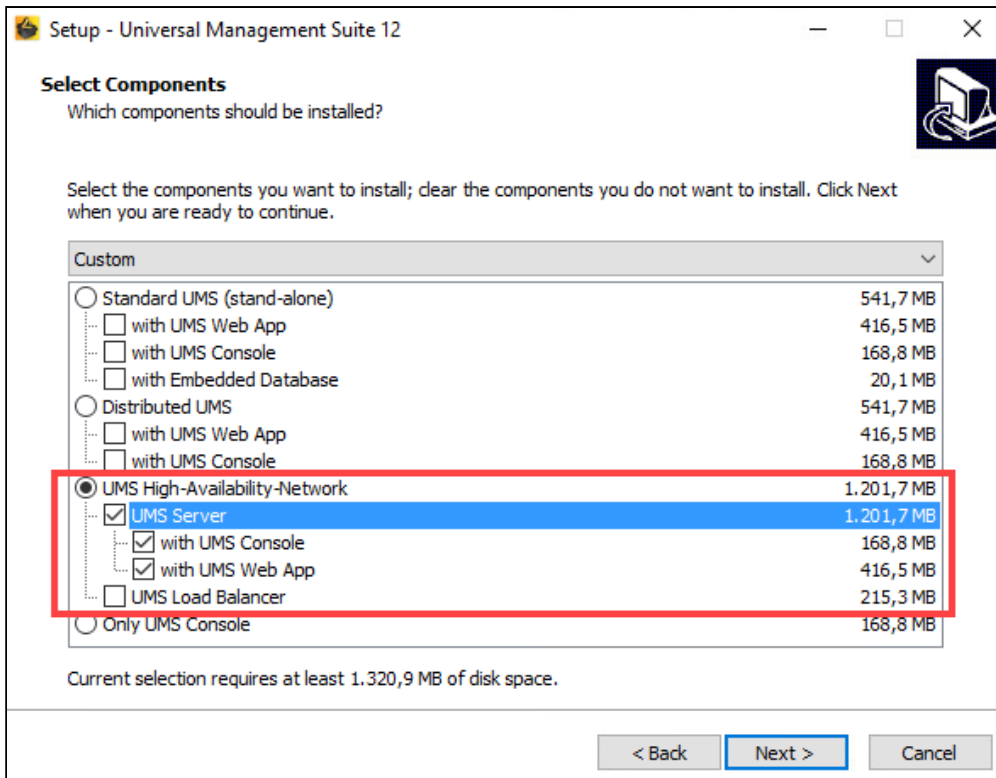 Setup - Universal Management Suite 12
Select Components
Which components should be installed?
Select the components you want to install; clear the components you do not want to install. Click Next
when you are ready to continue.
Custom
Standard UMS (stand-alone) 541,7 MB
with UMS Web App 416,5 MB
with UMS Console 168,8 MB
with Embedded Database 20,1 MB
Distributed UMS 541,7 MB
with UMS Web App 416,5 MB
with UMS Console 168,8 MB
UMS High-Availability-Network 1.201,7 MB
UMS Server 1.201,7 MB
with UMS Console 168,8 MB
with UMS Web App 416,5 MB
UMS Load Balancer 215,3 MB
Only UMS Console 168,8 MB
Current selection requires at least 1.320,9 MB of disk space.
< Back Next > Cancel